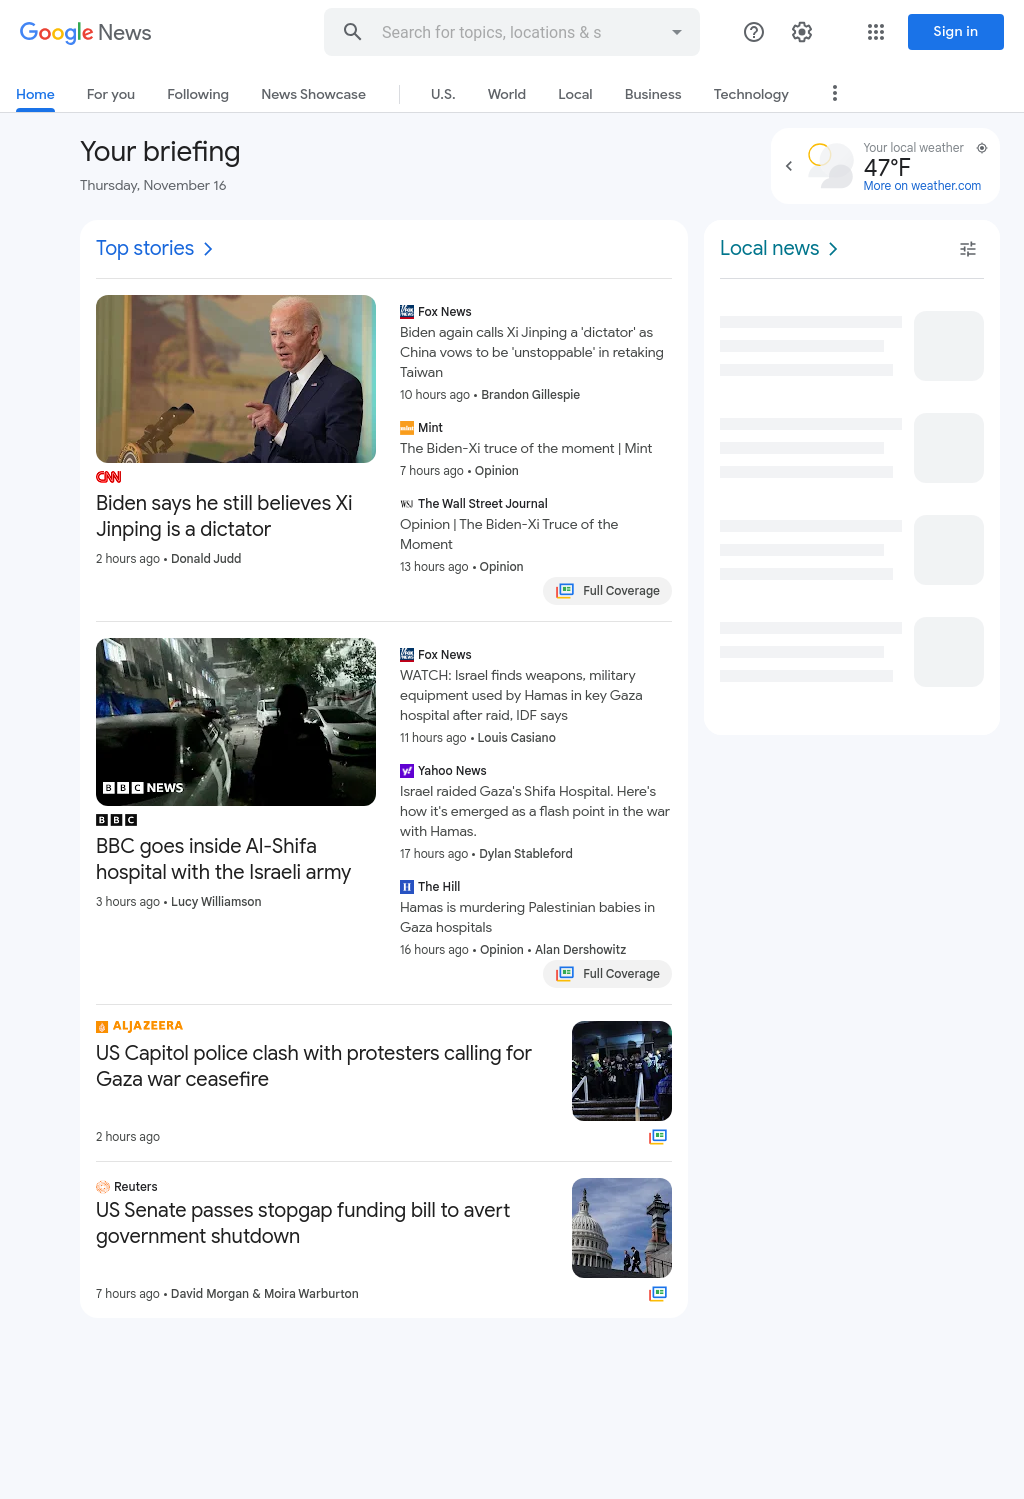 Google News
Search for topics, locations & s
Sign in
Home
For you
Following
News Showcase
U.S.
World
Local
Business
Technology
Your briefing
Thursday, November 16
Your local weather
47°F
More on weather.com
Top stories
CNN
Biden says he still believes Xi
Jinping is a dictator
2 hours ago • Donald Judd
FOX NEWS
Fox News
Biden again calls Xi Jinping a 'dictator' as
China vows to be 'unstoppable' in retaking
Taiwan
10 hours ago • Brandon Gillespie
mint
Mint
The Biden-Xi truce of the moment | Mint
7 hours ago • Opinion
WSJ
The Wall Street Journal
Opinion | The Biden-Xi Truce of the
Moment
13 hours ago • Opinion
Full Coverage
BBC NEWS
BBC
BBC goes inside Al-Shifa
hospital with the Israeli army
3 hours ago • Lucy Williamson
FOX NEWS
Fox News
WATCH: Israel finds weapons, military
equipment used by Hamas in key Gaza
hospital after raid, IDF says
11 hours ago • Louis Casiano
y!
Yahoo News
Israel raided Gaza's Shifa Hospital. Here's
how it's emerged as a flash point in the war
with Hamas.
17 hours ago • Dylan Stableford
H
The Hill
Hamas is murdering Palestinian babies in
Gaza hospitals
16 hours ago • Opinion • Alan Dershowitz
Full Coverage
ALJAZEERA
US Capitol police clash with protesters calling for
Gaza war ceasefire
2 hours ago
Reuters
US Senate passes stopgap funding bill to avert
government shutdown
7 hours ago • David Morgan & Moira Warburton
Local news